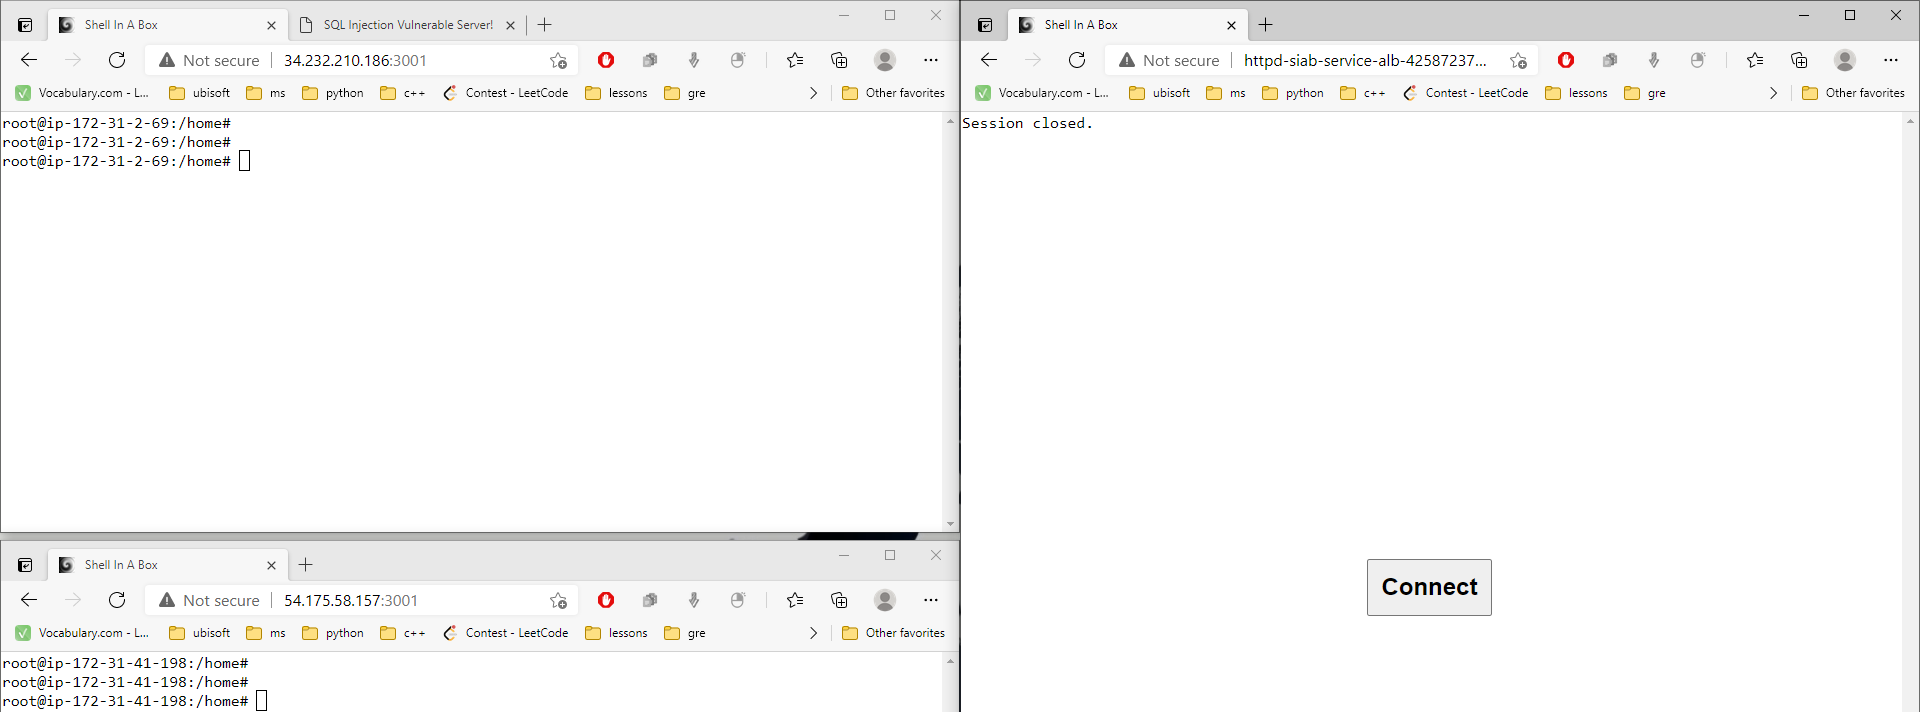 Shell In A Box
SQL Injection Vulnerable Server!
Not secure
34.232.210.186:3001
Vocabulary.com - L...
ubisoft
ms
python
c++
Contest - LeetCode
lessons
gre
Other favorites
root@ip-172-31-2-69:/home#
root@ip-172-31-2-69:/home#
root@ip-172-31-2-69:/home#
Shell In A Box
Not secure
54.175.58.157:3001
Vocabulary.com - L...
ubisoft
ms
python
c++
Contest - LeetCode
lessons
gre
Other favorites
root@ip-172-31-41-198:/home#
root@ip-172-31-41-198:/home#
root@ip-172-31-41-198:/home#
Shell In A Box
Not secure
httpd-siab-service-alb-42587237...
Vocabulary.com - L...
ubisoft
ms
python
c++
Contest - LeetCode
lessons
gre
Other favorites
Session closed.
Connect